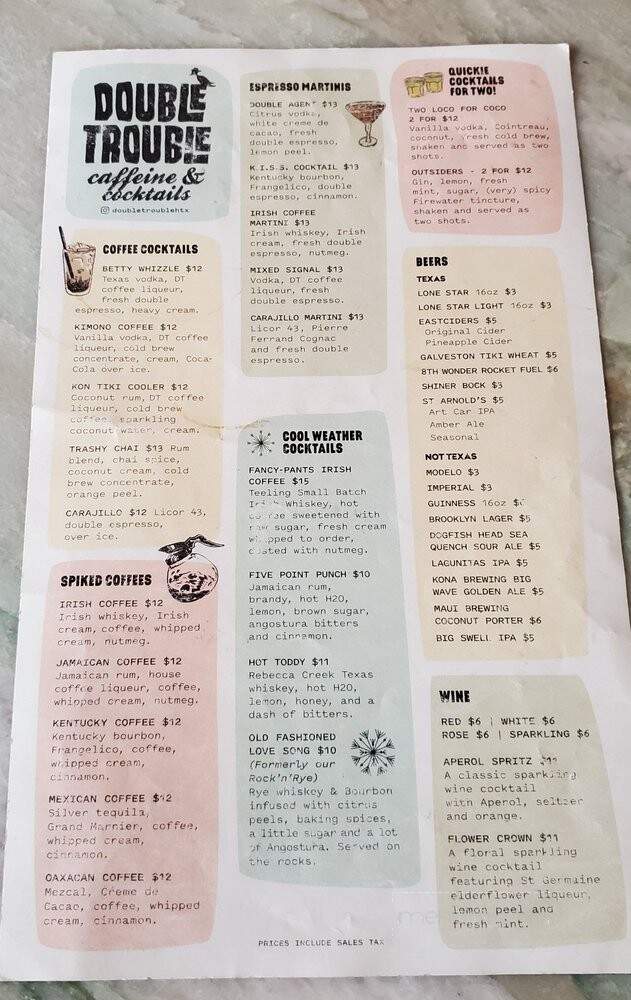 DOUBLE
TROUBLE
caffeine &
cocktails
doubletroublehtx
COFFEE COCKTAILS
BETTY WHIZZLE $12
Texas vodka, DT
coffee liqueur,
fresh double
espresso, heavy cream.
KIMONO COFFEE $12
Vanilla vodka, DT coffee
liqueur, cold brew
concentrate, cream, Coca-
Cola over ice.
KON TIKI COOLER $12
Coconut rum, DT coffee
liqueur, cold brew
coffee, sparkling
coconut water, cream.
TRASHY CHAI $13 Rum
blend, chai spice,
coconut cream, cold
brew concentrate,
orange peel.
CARAJILLO $12 Licor 43,
double espresso,
over ice.
SPIKED COFFEES
IRISH COFFEE $12
Irish whiskey, Irish
cream, coffee, whipped
cream, nutmeg.
JAMAICAN COFFEE $12
Jamaican rum, house
coffee liqueur, coffee,
whipped cream, nutmeg.
KENTUCKY COFFEE $12
Kentucky bourbon,
Frangelico, coffee,
whipped cream,
cinnamon.
MEXICAN COFFEE $12
Silver tequila,
Grand Marnier, coffee,
whipped cream,
cinnamon.
OAXACAN COFFEE $12
Mezcal, Creme de
Cacao, coffee, whipped
cream, cinnamon.
ESPRESSO MARTINIS
DOUBLE AGENT $13
Citrus vodka,
white creme de
cacao, fresh
double espresso,
lemon peel.
K.I.S.S. COCKTAIL $13
Kentucky bourbon,
Frangelico, double
espresso, cinnamon.
IRISH COFFEE
MARTINI $13
Irish whiskey, Irish
cream, fresh double
espresso, nutmeg.
MIXED SIGNAL $13
Vodka, DT coffee
liqueur, fresh
double espresso.
CARAJILLO MARTINI $13
Licor 43, Pierre
Ferrand Cognac
and fresh double
espresso.
COOL WEATHER
COCKTAILS
FANCY-PANTS IRISH
COFFEE $15
Teeling Small Batch
Irish Whiskey, hot
coffee sweetened with
raw sugar, fresh cream
whipped to order,
dusted with nutmeg.
FIVE POINT PUNCH $10
Jamaican rum,
brandy, hot H2O,
lemon, brown sugar,
angostura bitters
and cinnamon.
HOT TODDY $11
Rebecca Creek Texas
whiskey, hot H2O,
lemon, honey, and a
dash of bitters.
OLD FASHIONED
LOVE SONG $10
(Formerly our
Rock'n'Rye)
Rye whiskey & Bourbon
infused with citrus
peels, baking spices,
a little sugar and a lot
of Angostura. Served on
the rocks.
QUICKIE
COCKTAILS
FOR TWO!
TWO LOCO FOR COCO
2 FOR $12
Vanilla vodka, Cointreau,
coconut, fresh cold brew,
shaken and served as two
shots.
OUTSIDERS - 2 FOR $12
Gin, lemon, fresh
mint, sugar, (very) spicy
Firewater tincture,
shaken and served as
two shots.
BEERS
TEXAS
LONE STAR 16oz $3
LONE STAR LIGHT 16oz $3
EASTCIDERS $5
Original Cider
Pineapple Cider
GALVESTON TIKI WHEAT $5
8TH WONDER ROCKET FUEL $6
SHINER BOCK $3
ST ARNOLD'S $5
Art Car IPA
Amber Ale
Seasonal
NOT TEXAS
MODELO $3
IMPERIAL $3
GUINNESS 16oz
BROOKLYN LAGER $5
DOGFISH HEAD SEA
QUENCH SOUR ALE $5
LAGUNITAS IPA $5
KONA BREWING BIG
WAVE GOLDEN ALE $5
MAUI BREWING
COCONUT PORTER $6
BIG SWELL IPA $5
WINE
RED $6 | WHITE $6
ROSE $6 | SPARKLING $6
APEROL SPRITZ $11
A classic sparkling
wine cocktail
with Aperol, seltzer
and orange.
FLOWER CROWN $11
A floral sparkling
wine cocktail
featuring St Germaine
elderflower liqueur,
lemon peel and
fresh mint.
PRICES INCLUDE SALES TAX